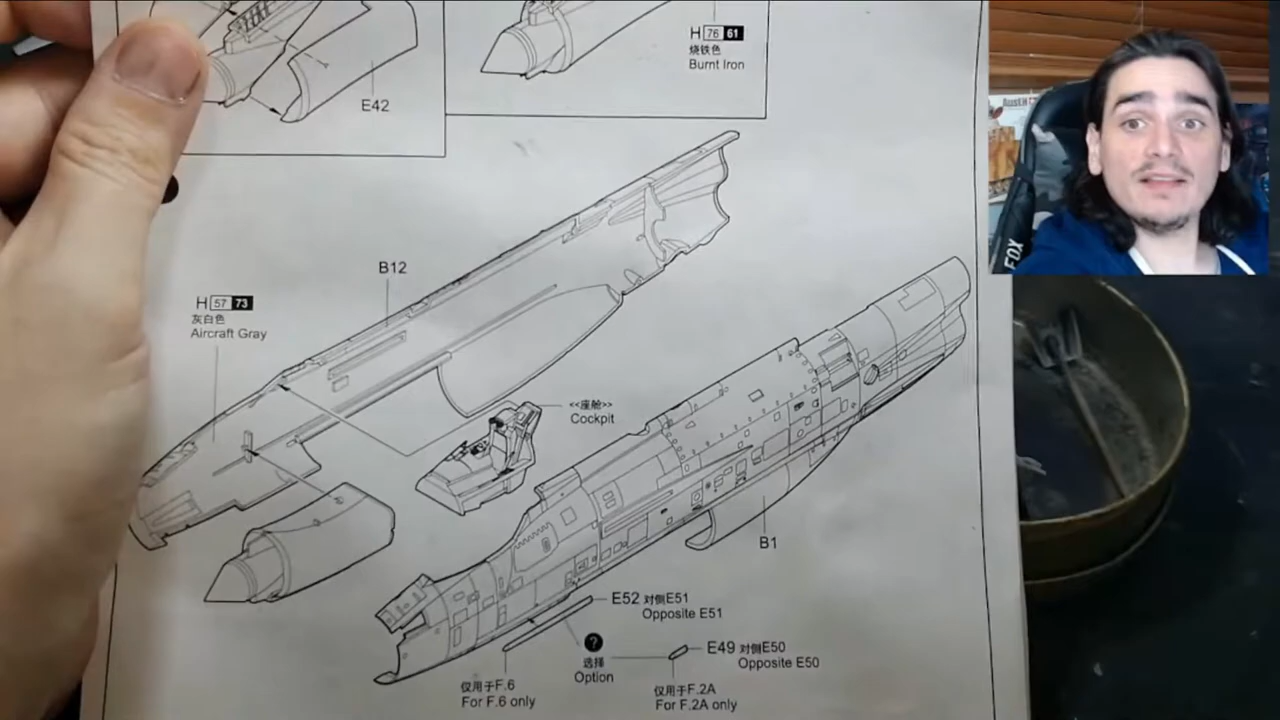 E42
H 76 61
烧铁色
Burnt Iron
B12
H 57 73
灰白色
Aircraft Gray
<<座舱>>
Cockpit
B1
E52 对侧E51
Opposite E51
?
选择
Option
E49 对侧E50
Opposite E50
仅用于F.6
For F.6 only
仅用于F.2A
For F.2A only
FOX